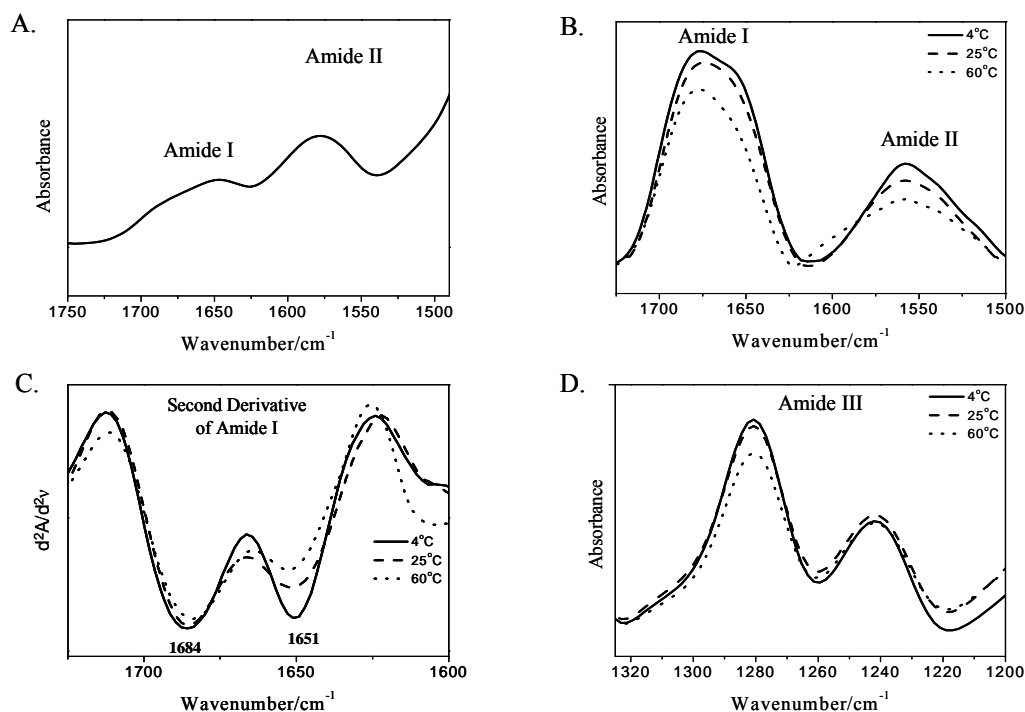 A.
Amide II
Amide I
Absorbance
1750 1700 1650 1600 1550 1500
Wavenumber/cm⁻¹
B.
Amide I
4°C
25°C
60°C
Amide II
Absorbance
1700 1650 1600 1550 1500
Wavenumber/cm⁻¹
C.
Second Derivative
of Amide I
d²A/d²ν
4°C
25°C
60°C
1684
1651
1700 1650 1600
Wavenumber/cm⁻¹
D.
Amide III
4°C
25°C
60°C
Absorbance
1320 1300 1280 1260 1240 1220 1200
Wavenumber/cm⁻¹